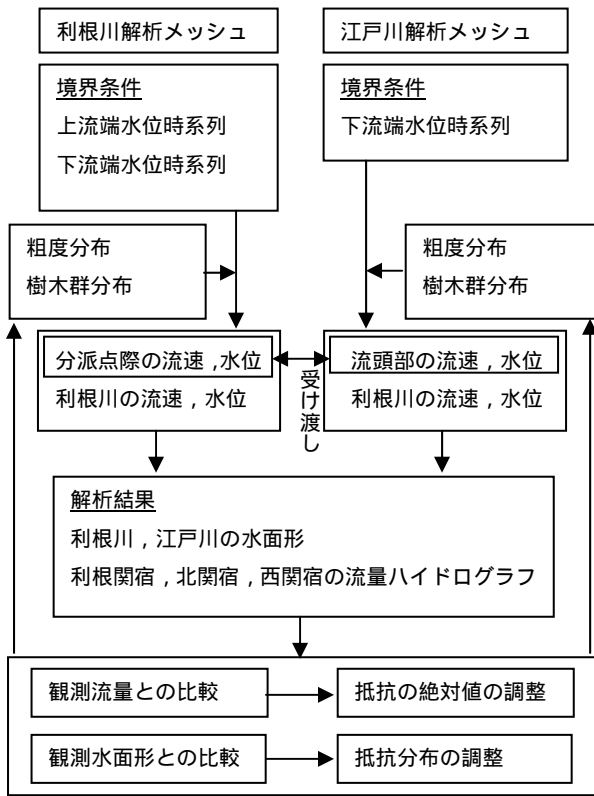 利根川解析メッシュ
江戸川解析メッシュ
境界条件
上流端水位時系列
下流端水位時系列
境界条件
下流端水位時系列
粗度分布
樹木群分布
粗度分布
樹木群分布
分派点際の流速,水位
利根川の流速,水位
受け渡し
流頭部の流速,水位
利根川の流速,水位
解析結果
利根川,江戸川の水面形
利根関宿,北関宿,西関宿の流量ハイドログラフ
観測流量との比較
抵抗の絶対値の調整
観測水面形との比較
抵抗分布の調整